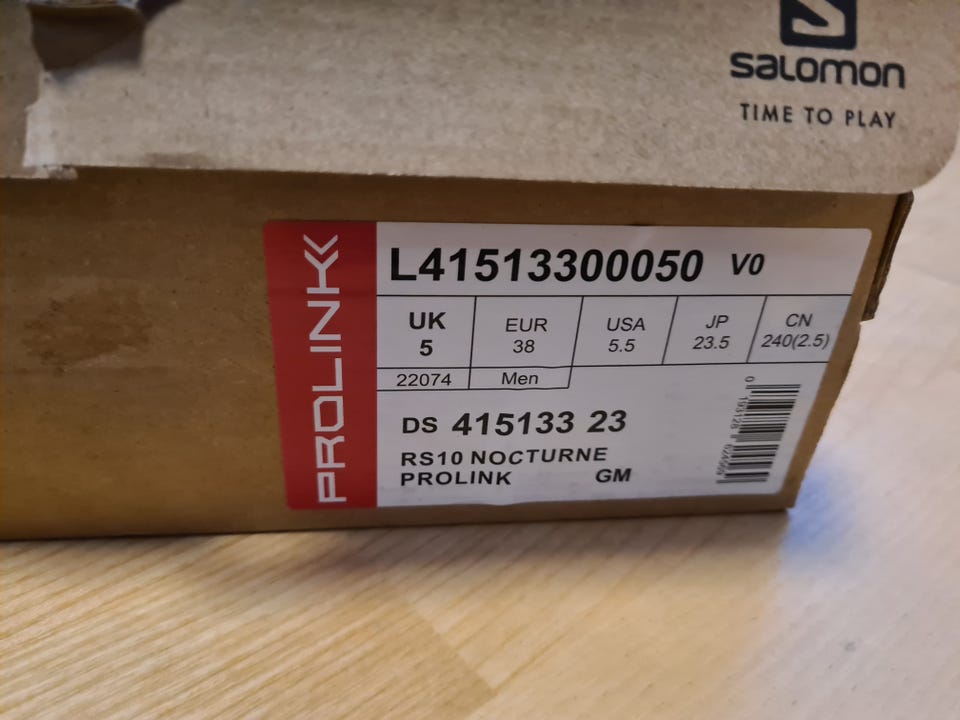 SALOMON
TIME TO PLAY
PROLINK
L41513300050 V0
UK EUR USA JP CN
5 38 5.5 23.5 240(2.5)
22074 Men
DS 415133 23
RS10 NOCTURNE
PROLINK GM